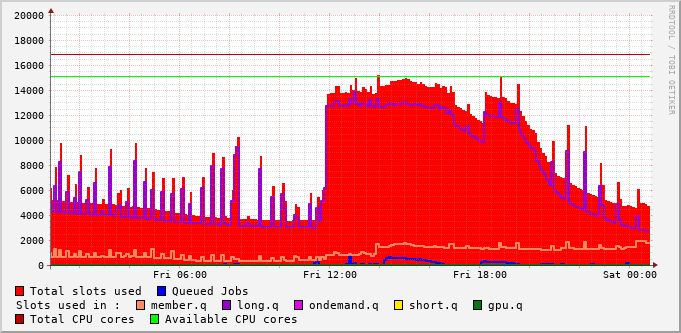 20000
18000
16000
14000
12000
10000
8000
6000
4000
2000
0
Fri 06:00 Fri 12:00 Fri 18:00 Sat 00:00
RRDTOOL / TOBI OETIKER
Total slots used Queued Jobs
Slots used in : member.q long.q ondemand.q short.q gpu.q
Total CPU cores Available CPU cores